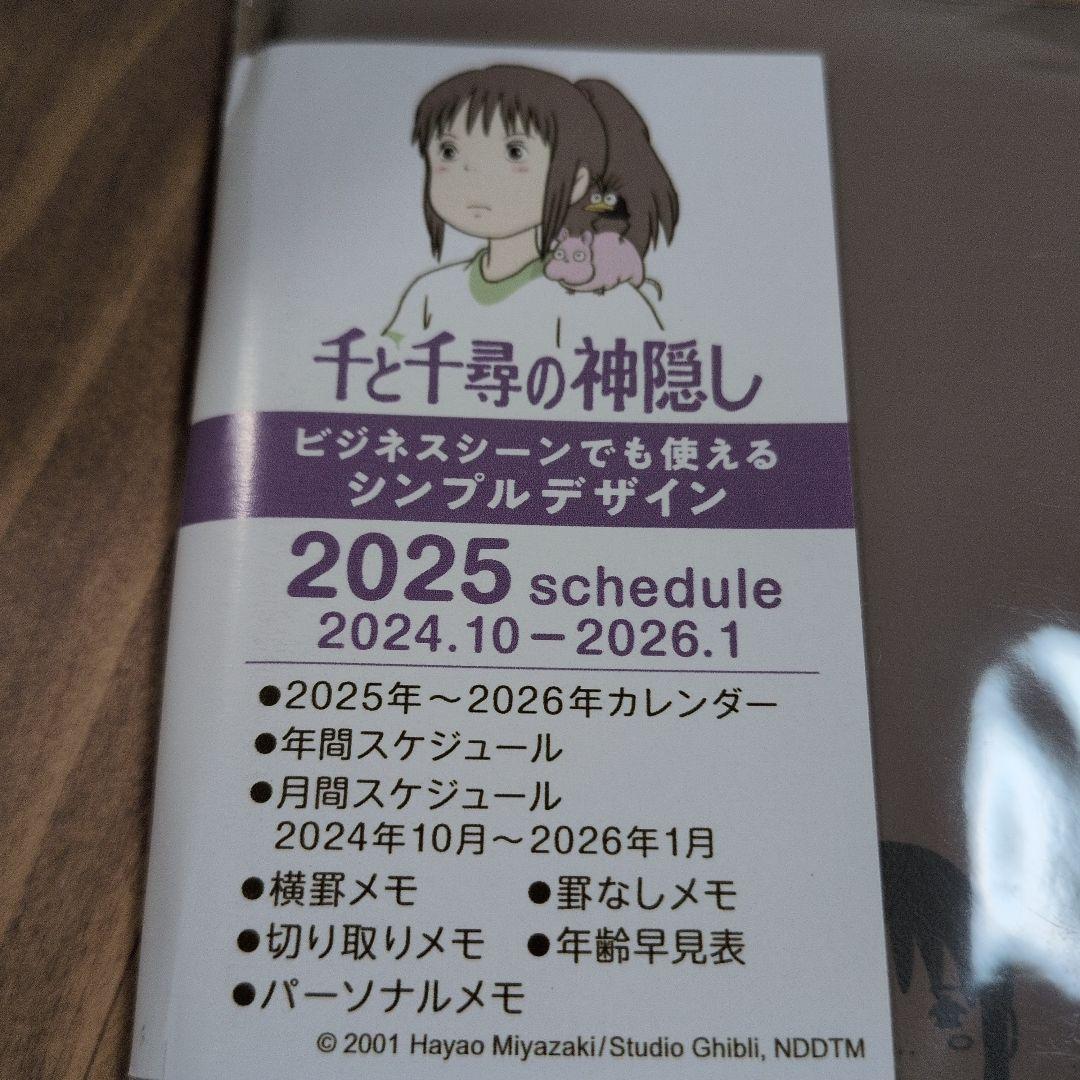 千と千尋の神隠し
ビジネスシーンでも使える
シンプルデザイン
2025 schedule
2024.10－2026.1
●2025年～2026年カレンダー
●年間スケジュール
●月間スケジュール
2024年10月～2026年1月
●横罫メモ ●罫なしメモ
●切り取りメモ ●年齢早見表
●パーソナルメモ
© 2001 Hayao Miyazaki/Studio Ghibli, NDDTM